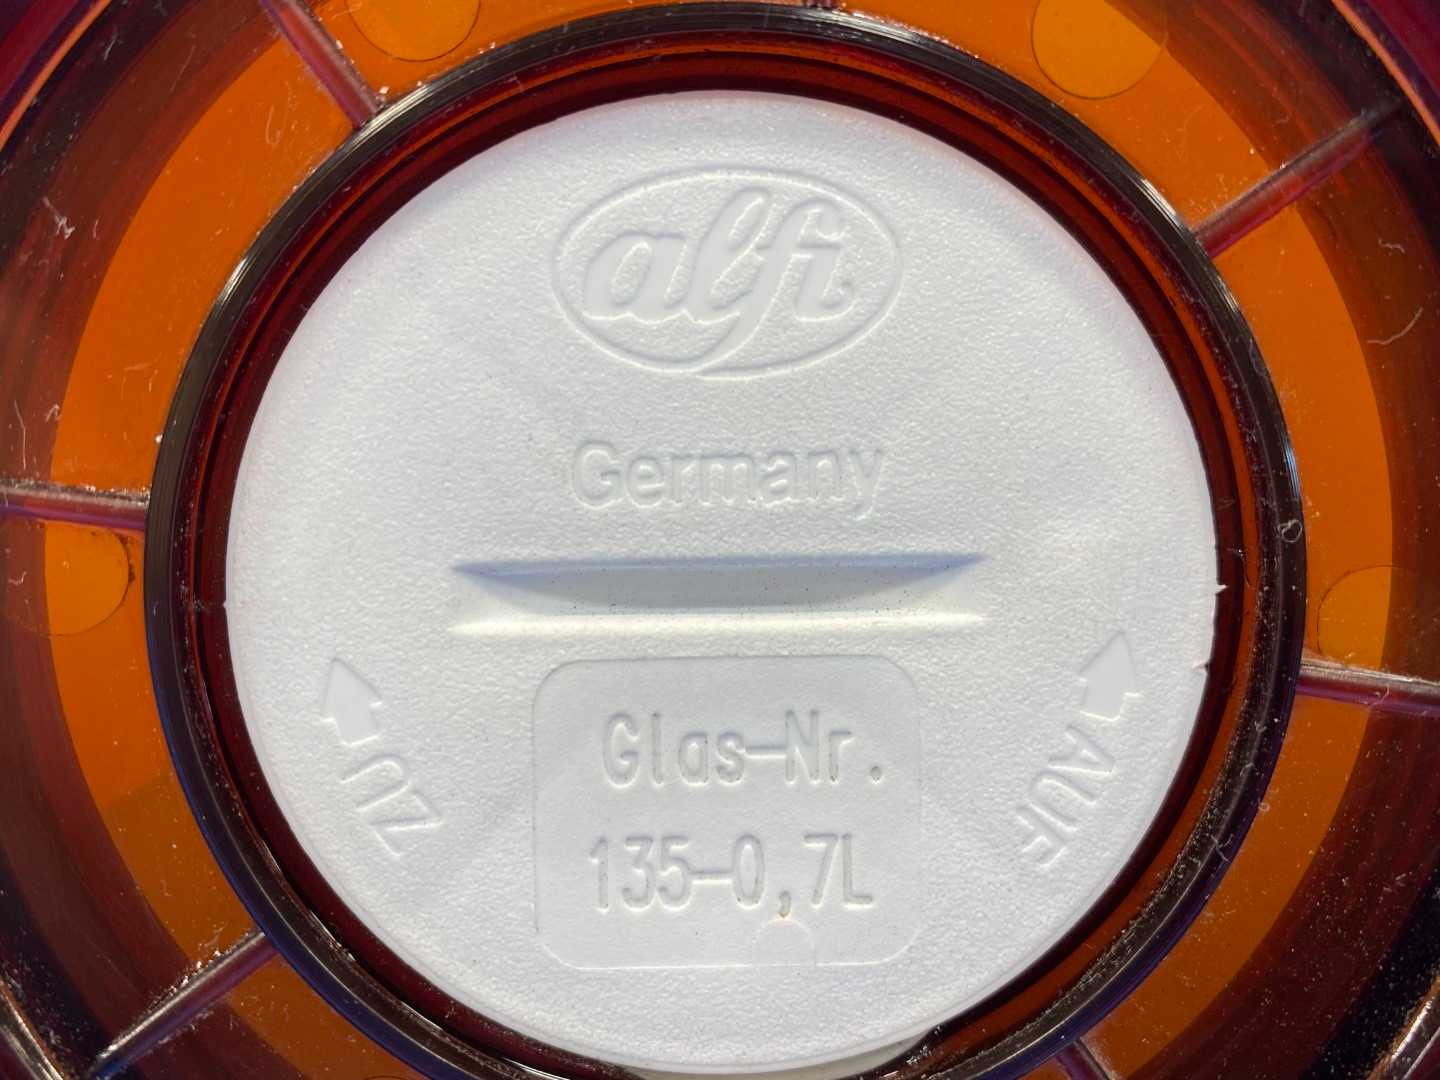 alfi
Germany
Glas-Nr.
135-0,7L
ZU
AUF